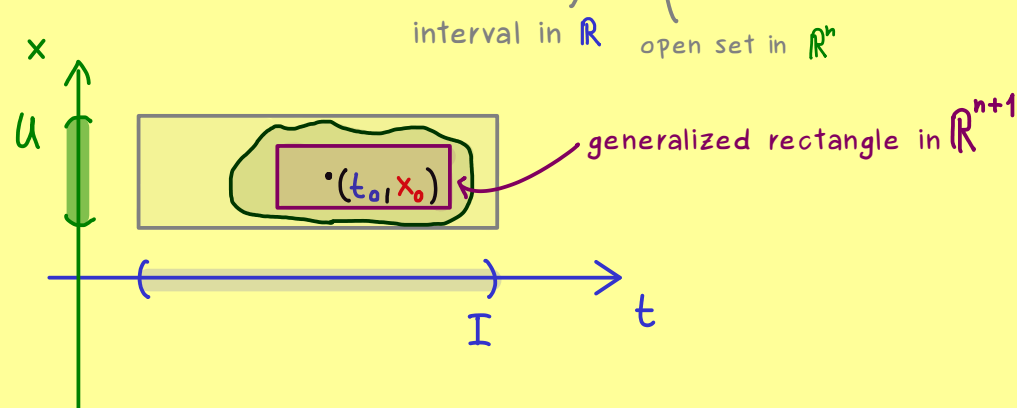 interval in ℝ
open set in ℝⁿ
x
U
generalized rectangle in ℝⁿ⁺¹
(t₀, x₀)
I
t